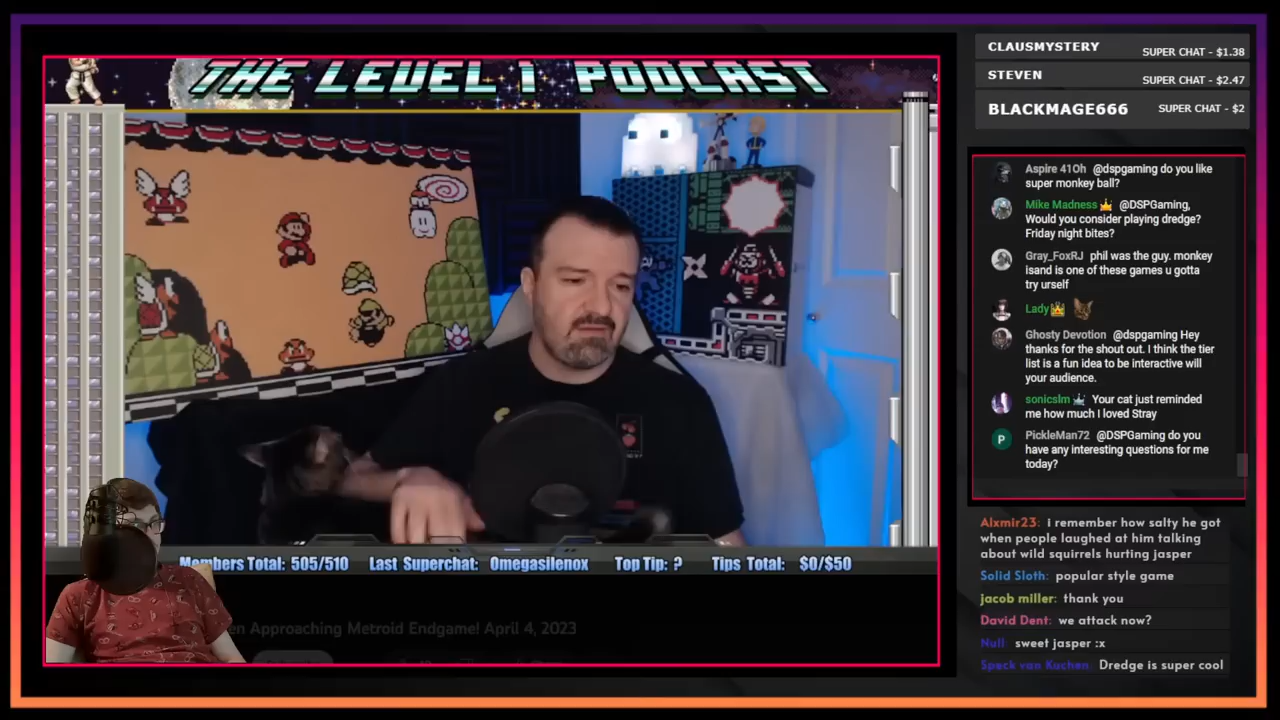 THE LEVEL 1 PODCAST
CLAUSMYSTERY
SUPER CHAT - $1.38
STEVEN
SUPER CHAT - $2.47
BLACKMAGE666
SUPER CHAT - $2
Aspire 41Oh @dspgaming do you like
super monkey ball?
Mike Madness @DSPGaming,
Would you consider playing dredge?
Friday night bites?
Gray_FoxRJ phil was the guy. monkey
isand is one of these games u gotta
try urself
Lady
Ghosty Devotion @dspgaming Hey
thanks for the shout out. I think the tier
list is a fun idea to be interactive will
your audience.
sonicslm Your cat just reminded
me how much I loved Stray
P PickleMan72 @DSPGaming do you
have any interesting questions for me
today?
Alxmir23: i remember how salty he got
when people laughed at him talking
about wild squirrels hurting jasper
Solid Sloth: popular style game
jacob miller: thank you
David Dent: we attack now?
Null: sweet jasper :x
Speck van Kuchen: Dredge is super cool
Members Total: 505/510 Last Superchat: Omegasilenox Top Tip: ? Tips Total: $0/$50
en Approaching Metroid Endgame! April 4, 2023